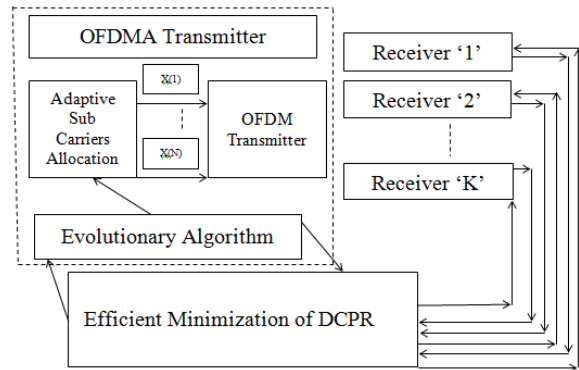 OFDMA Transmitter
Adaptive
Sub
Carriers
Allocation
X(1)
X(N)
OFDM
Transmitter
Receiver ‘1’
Receiver ‘2’
Receiver ‘K’
Evolutionary Algorithm
Efficient Minimization of DCPR